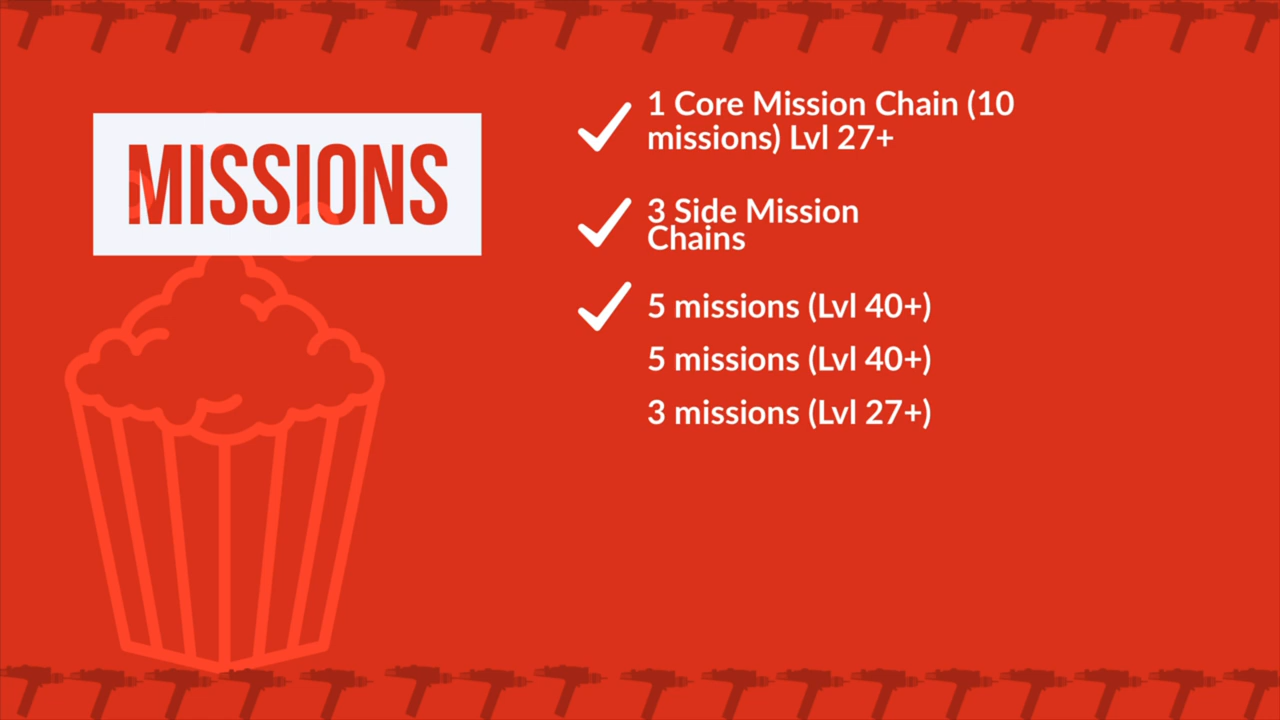 MISSIONS
1 Core Mission Chain (10
missions) Lvl 27+
3 Side Mission
Chains
5 missions (Lvl 40+)
5 missions (Lvl 40+)
3 missions (Lvl 27+)